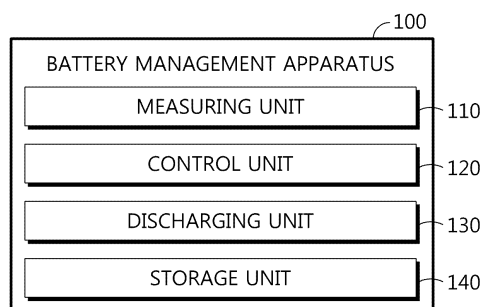 100
BATTERY MANAGEMENT APPARATUS
MEASURING UNIT 110
CONTROL UNIT 120
DISCHARGING UNIT 130
STORAGE UNIT 140